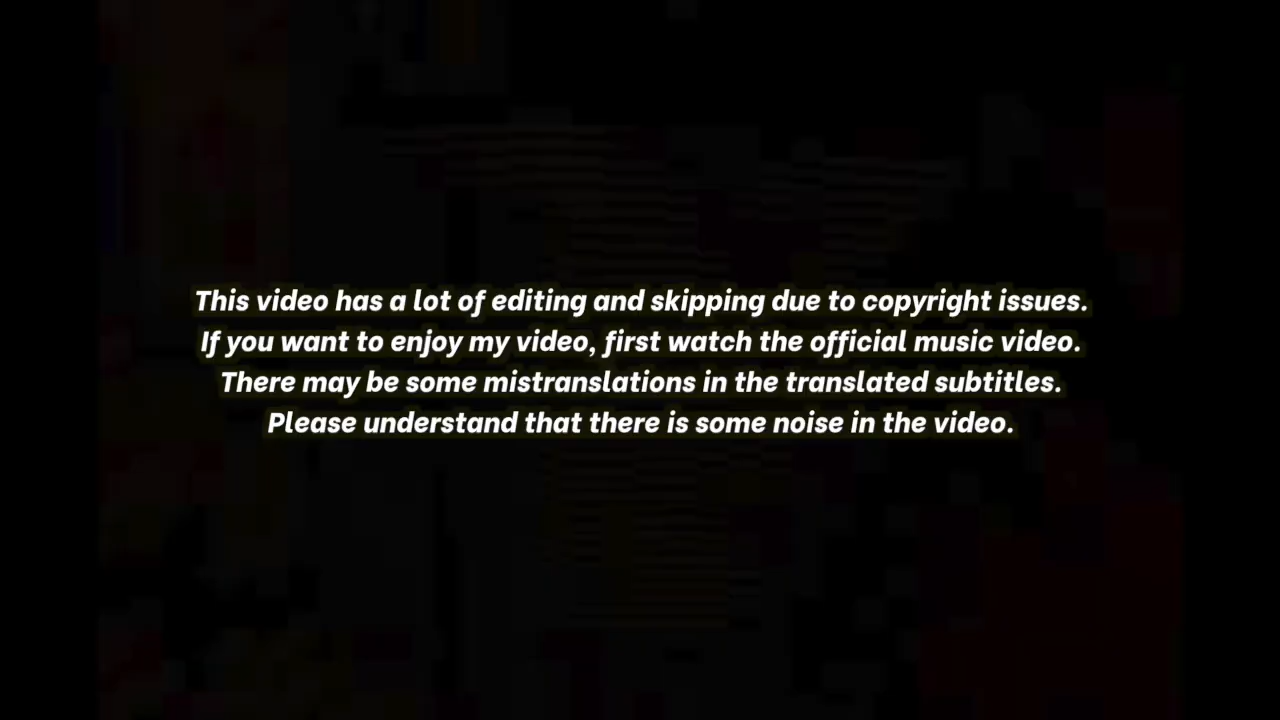 This video has a lot of editing and skipping due to copyright issues.
If you want to enjoy my video, first watch the official music video.
There may be some mistranslations in the translated subtitles.
Please understand that there is some noise in the video.